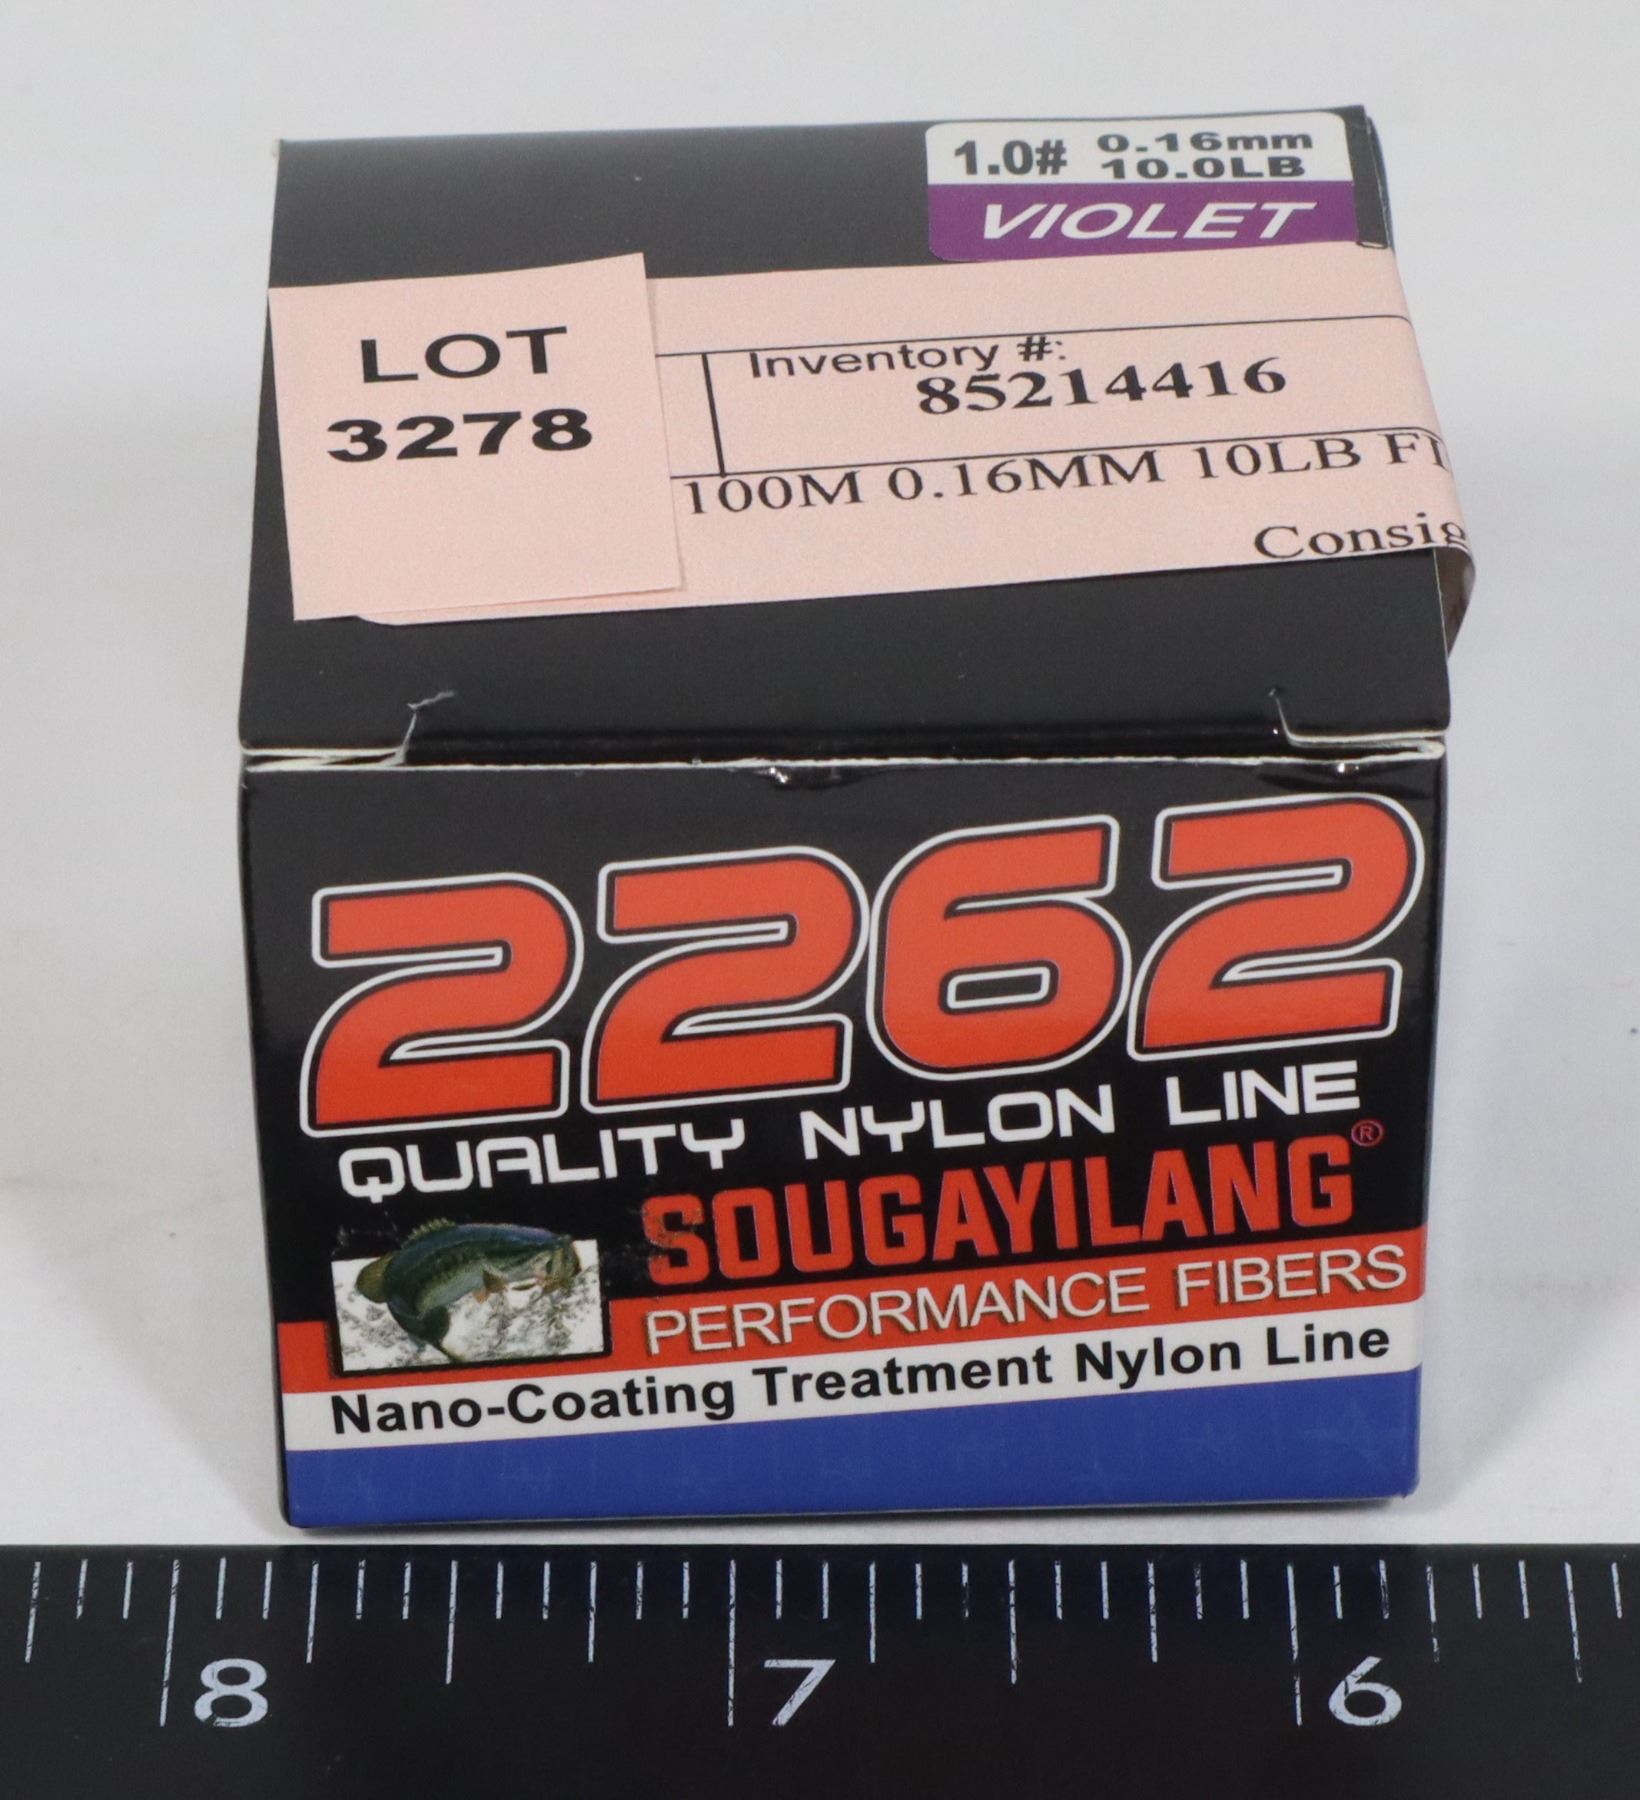 1.0# 0.16mm
10.0LB
VIOLET
LOT
3278
Inventory #:
85214416
100M 0.16MM 10LB
2262
QUALITY NYLON LINE
SOUGAYILANG®
PERFORMANCE FIBERS
Nano-Coating Treatment Nylon Line
8 7 6